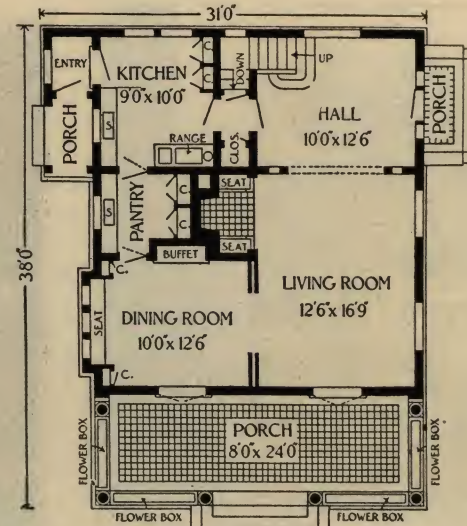 31'0"
ENTRY
KITCHEN
9'0" x 10'0"
C.
C.
DOWN
UP
PORCH
S.
RANGE
CLOS.
HALL
10'0" x 12'6"
PORCH
38'0"
S.
PANTRY
C.
C.
SEAT
SEAT
BUFFET
C.
LIVING ROOM
12'6" x 16'9"
SEAT
DINING ROOM
10'0" x 12'6"
C.
PORCH
8'0" x 24'0"
FLOWER BOX
FLOWER BOX
FLOWER BOX
FLOWER BOX